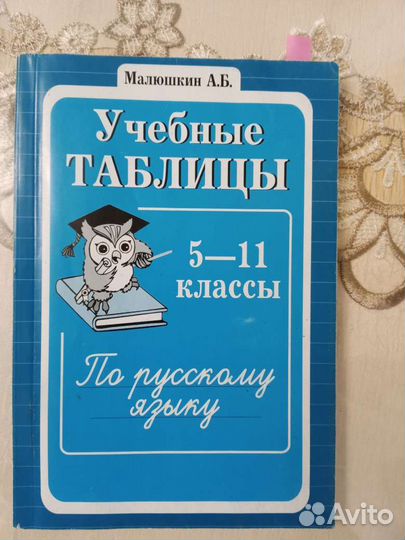 Малюшкин А.Б.
Учебные
ТАБЛИЦЫ
5—11
классы
По русскому
языку
Avito